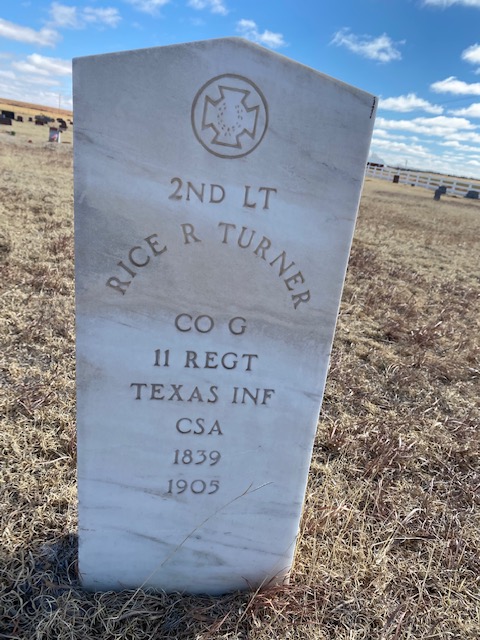 2ND LT
RICE R TURNER
CO G
11 REGT
TEXAS INF
CSA
1839
1905